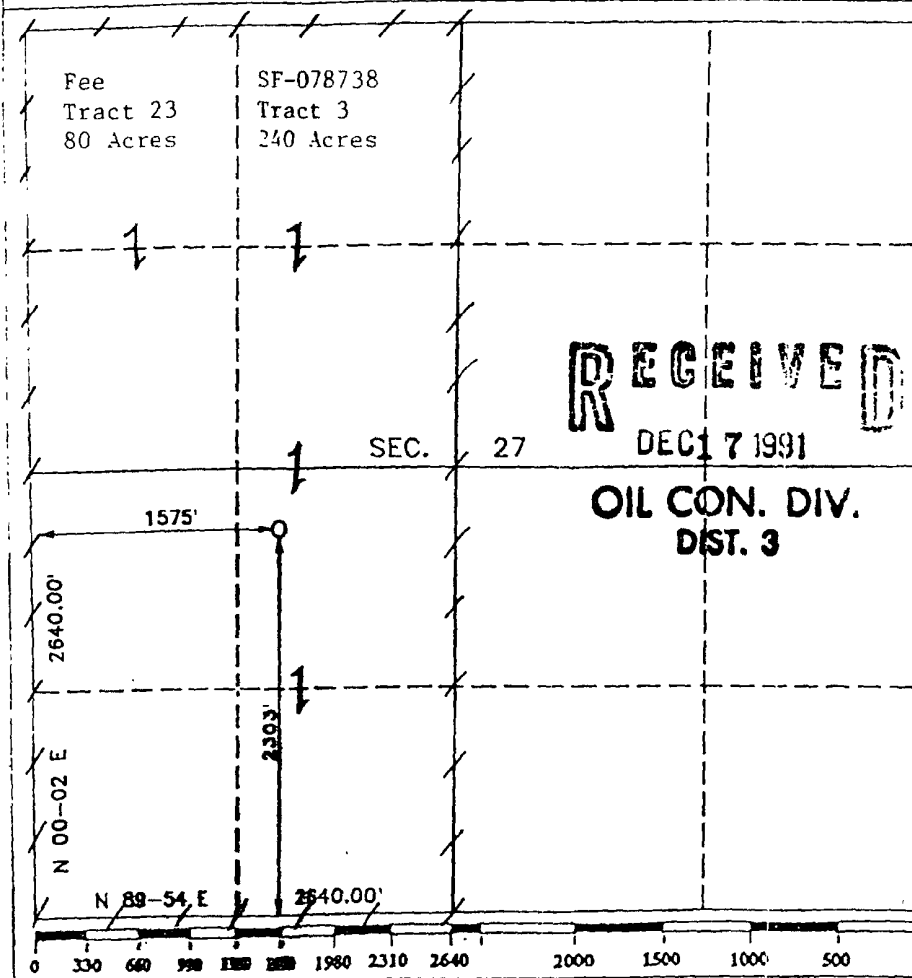 Fee
Tract 23
80 Acres
SF-078738
Tract 3
240 Acres
RECEIVED
SEC. 27
DEC 17 1991
OIL CON. DIV.
DIST. 3
1575'
2640.00'
2303'
N 00-02 E
N 89-54 E 2640.00'
0 330 660 990 1980 2310 2640 2000 1500 1000 500